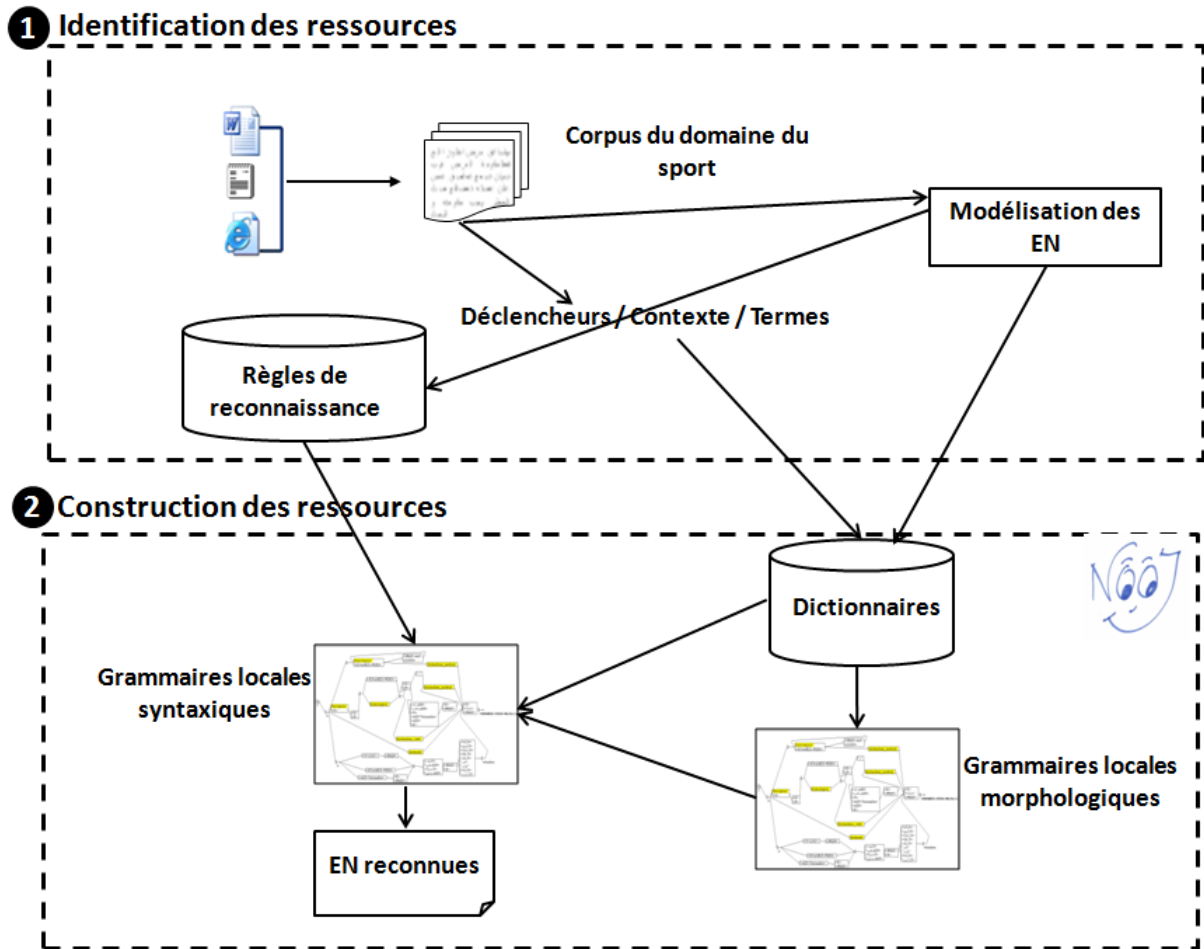 1 Identification des ressources
Corpus du domaine du
sport
Modélisation des
EN
Déclencheurs / Contexte / Termes
Règles de
reconnaissance
2 Construction des ressources
NooJ
Dictionnaires
Grammaires locales
syntaxiques
Grammaires locales
morphologiques
EN reconnues